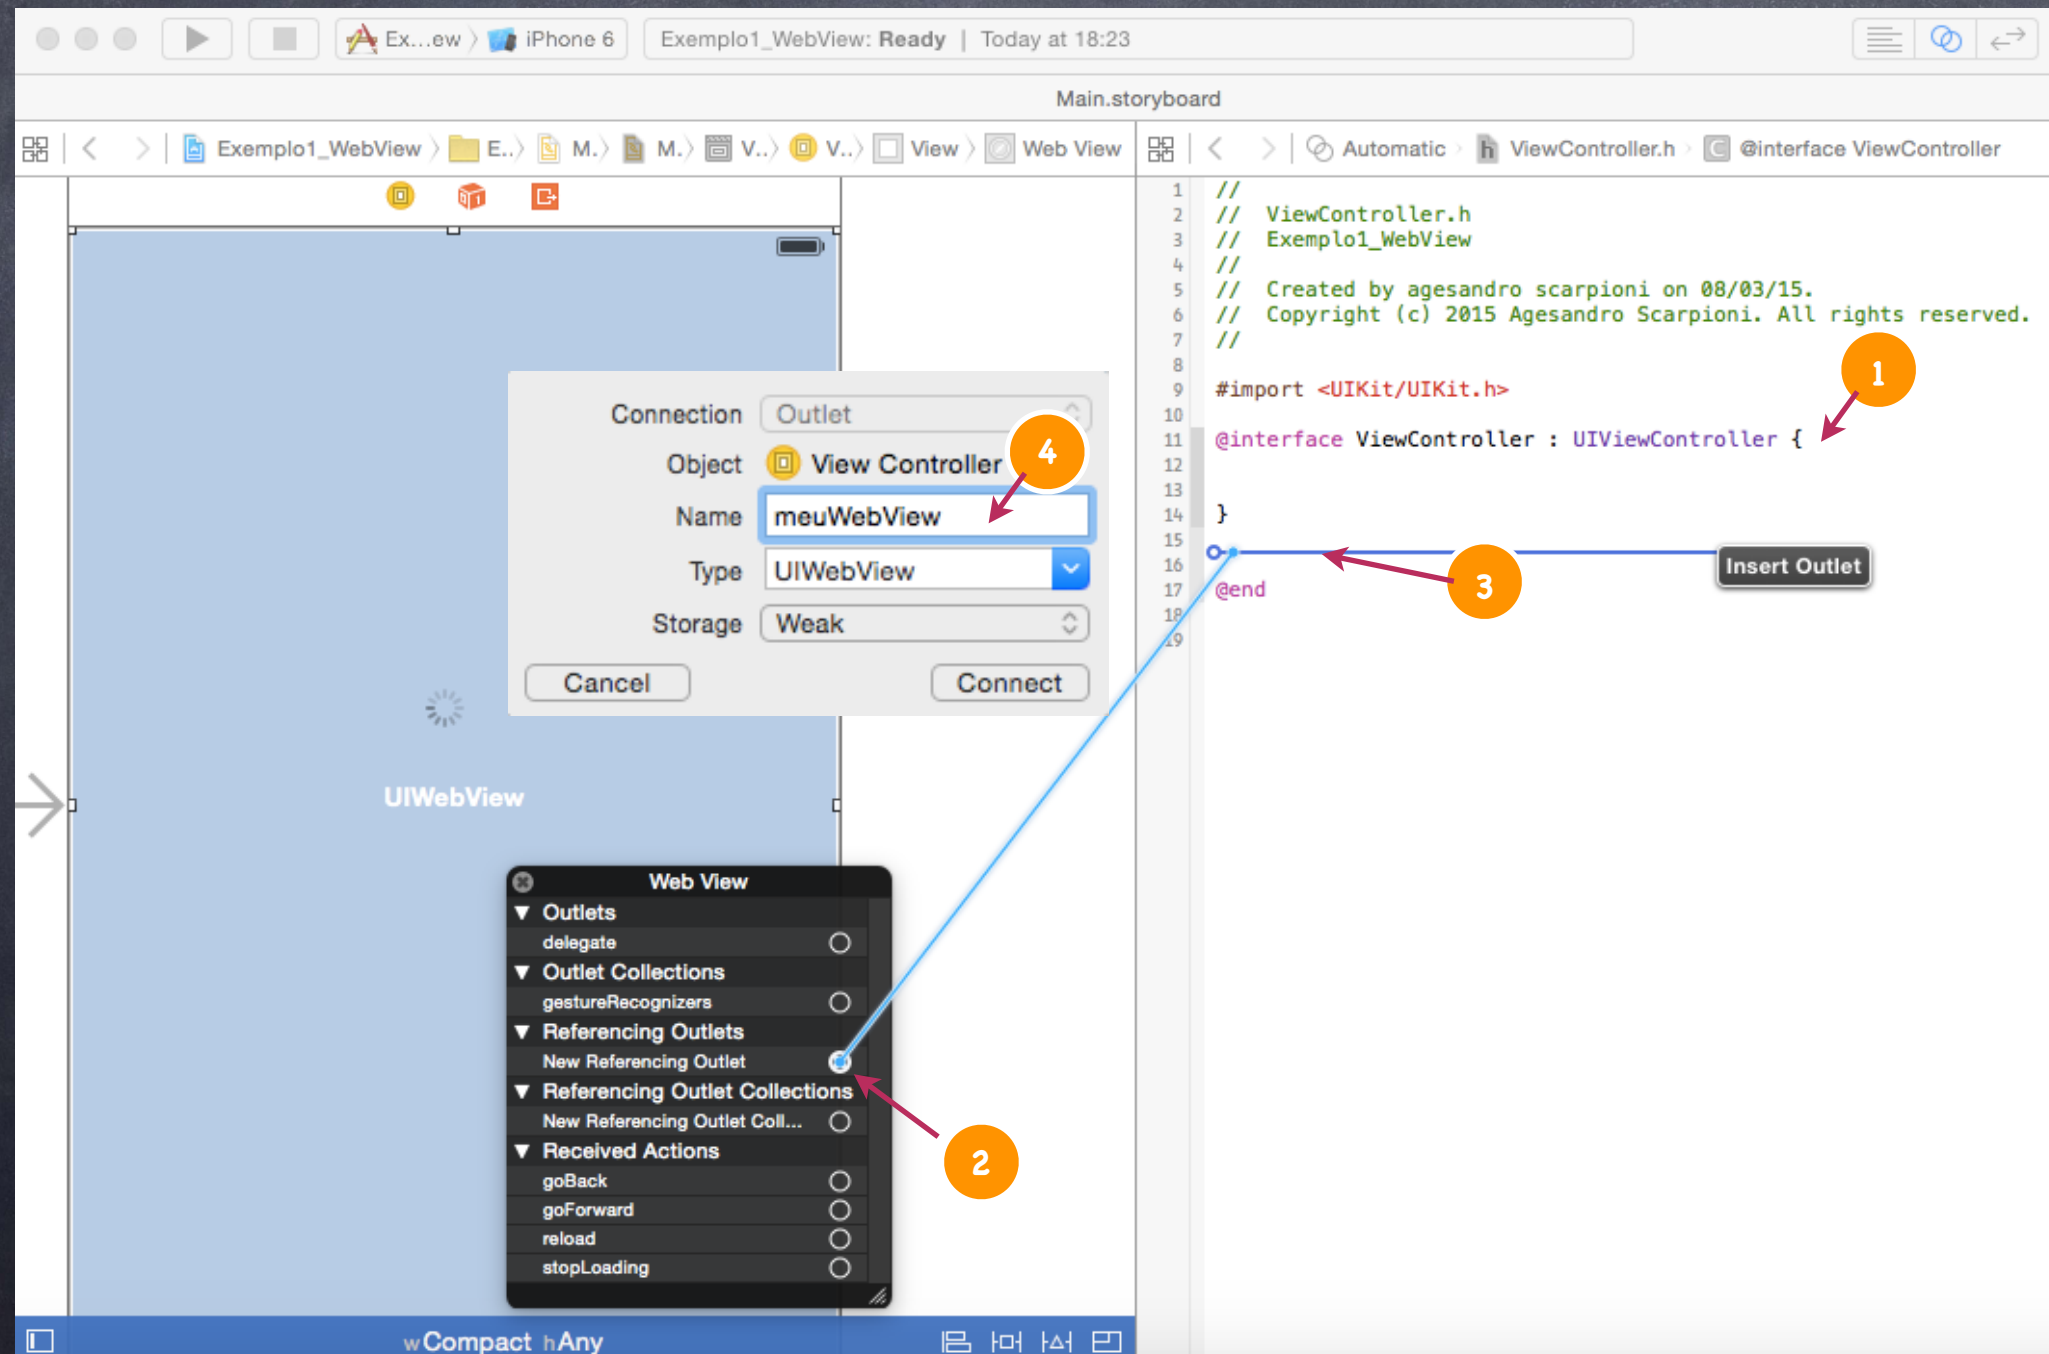 Ex...ew 〉 iPhone 6
Exemplo1_WebView: Ready | Today at 18:23
Main.storyboard
Exemplo1_WebView 〉 E..〉 M.〉 M.〉 V..〉 V..〉 View 〉 Web View
Automatic 〉 ViewController.h 〉 @interface ViewController
Connection Outlet
Object View Controller
Name meuWebView
Type UIWebView
Storage Weak
Cancel Connect
4
UIWebView
Web View
▼ Outlets
delegate
▼ Outlet Collections
gestureRecognizers
▼ Referencing Outlets
New Referencing Outlet
▼ Referencing Outlet Collections
New Referencing Outlet Coll...
▼ Received Actions
goBack
goForward
reload
stopLoading
2
wCompact hAny
1 //
2 // ViewController.h
3 // Exemplo1_WebView
4 //
5 // Created by agesandro scarpioni on 08/03/15.
6 // Copyright (c) 2015 Agesandro Scarpioni. All rights reserved.
7 //
8
9 #import <UIKit/UIKit.h>
10
11 @interface ViewController : UIViewController {
12
13
14 }
15
16
17 @end
18
19
1
Insert Outlet
3